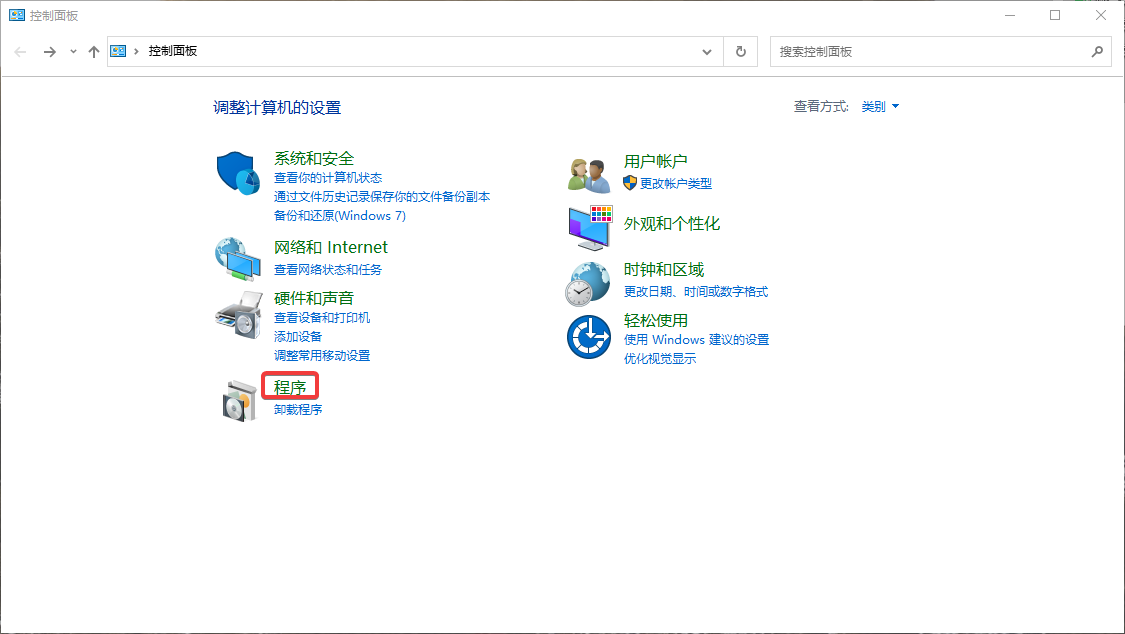 控制面板
控制面板
搜索控制面板
调整计算机的设置
查看方式: 类别
系统和安全
查看你的计算机状态
通过文件历史记录保存你的文件备份副本
备份和还原(Windows 7)
网络和 Internet
查看网络状态和任务
硬件和声音
查看设备和打印机
添加设备
调整常用移动设置
程序
卸载程序
用户帐户
更改帐户类型
外观和个性化
时钟和区域
更改日期、时间或数字格式
轻松使用
使用 Windows 建议的设置
优化视觉显示